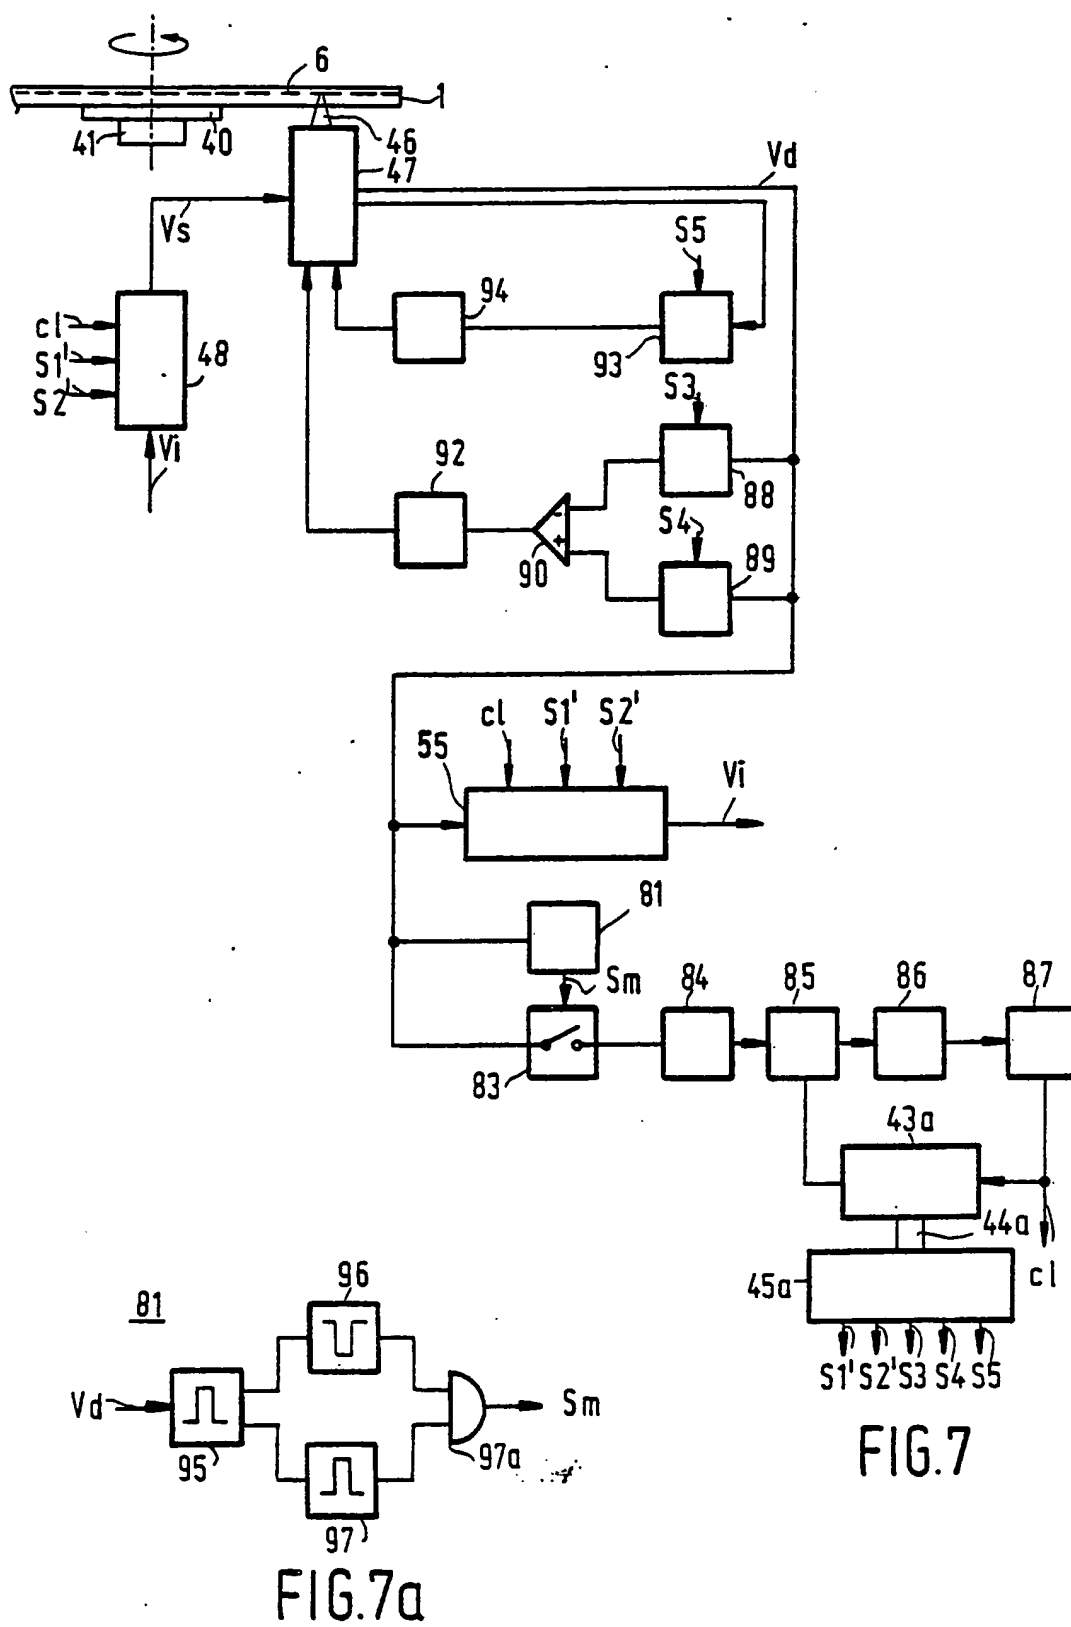 6
1
41
40
46
47
Vd
Vs
S5
94
cl
S1'
48
93
S2'
S3
Vi
92
88
S4
90
89
cl
S1'
S2'
55
Vi
81
Sm
84
85
86
87
83
43a
44a
45a
cl
S1'
S2'
S3
S4
S5
FIG.7
81
96
Vd
Sm
95
97a
97
FIG.7a